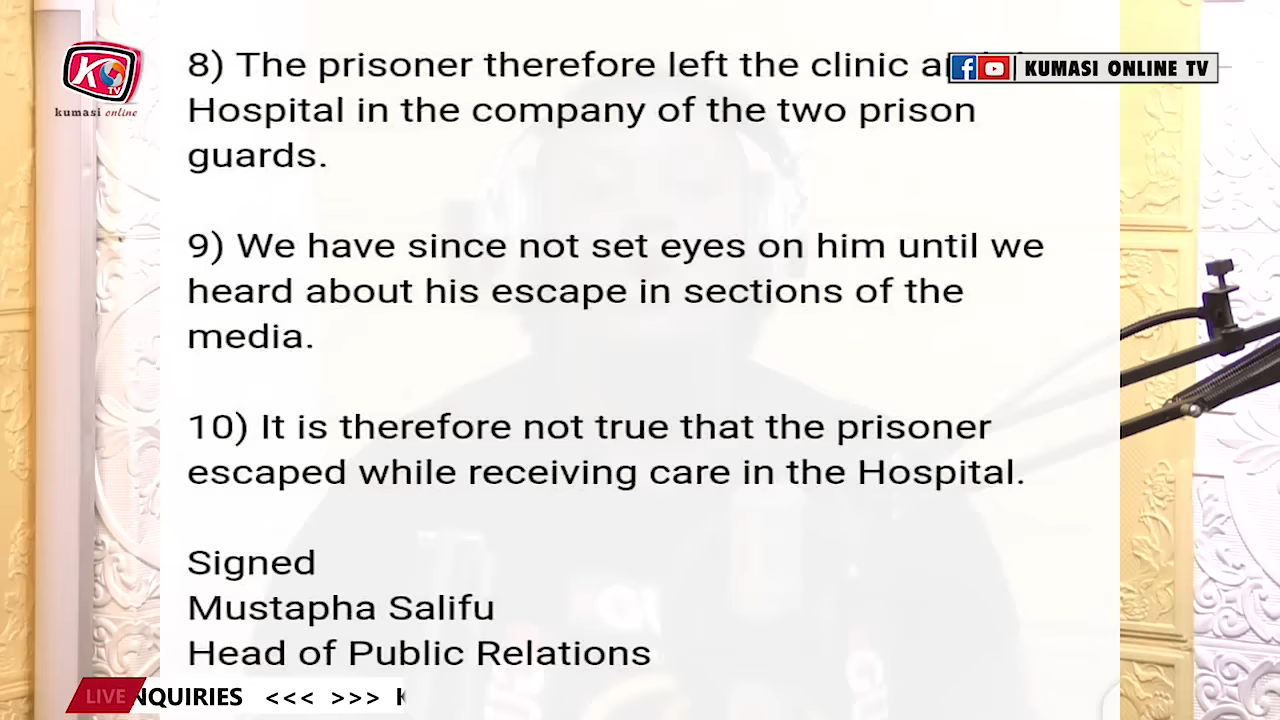 KO
TV
kumasi online
KUMASI ONLINE TV
8) The prisoner therefore left the clinic
Hospital in the company of the two prison
guards.
9) We have since not set eyes on him until we
heard about his escape in sections of the
media.
10) It is therefore not true that the prisoner
escaped while receiving care in the Hospital.
Signed
Mustapha Salifu
Head of Public Relations
LIVE NQUIRIES <<< >>>